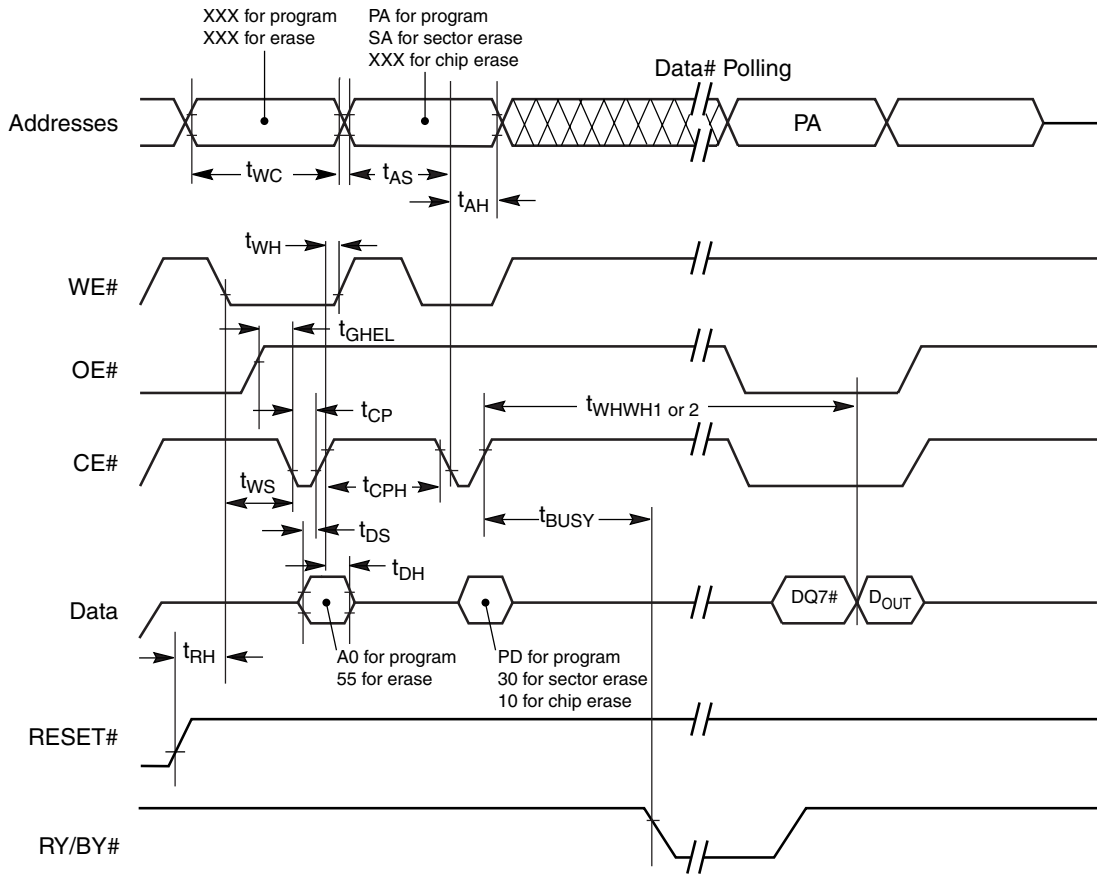 XXX for program
XXX for erase
PA for program
SA for sector erase
XXX for chip erase
Data# Polling
Addresses
PA
tWC
tAS
tAH
tWH
WE#
tGHEL
OE#
tCP
tWHWH1 or 2
CE#
tWS
tCPH
tBUSY
tDS
tDH
Data
DQ7#
DOUT
tRH
A0 for program
55 for erase
PD for program
30 for sector erase
10 for chip erase
RESET#
RY/BY#